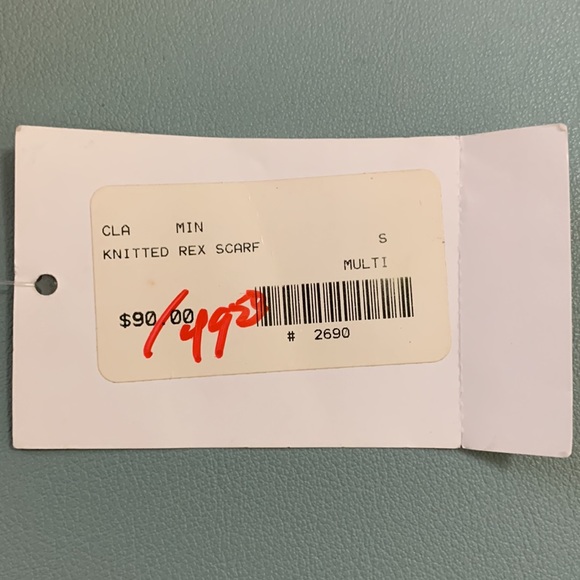 CLA MIN
KNITTED REX SCARF
S
MULTI
$90.00
/49
# 2690